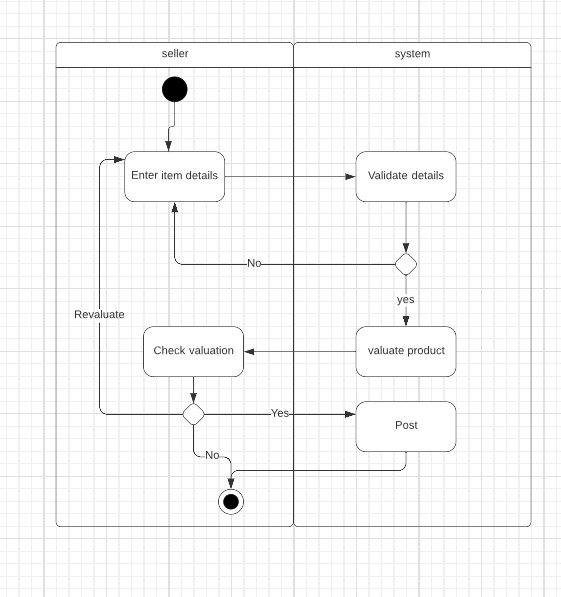 seller
system
Enter item details
Validate details
No
yes
Revaluate
Check valuation
valuate product
Yes
Post
No